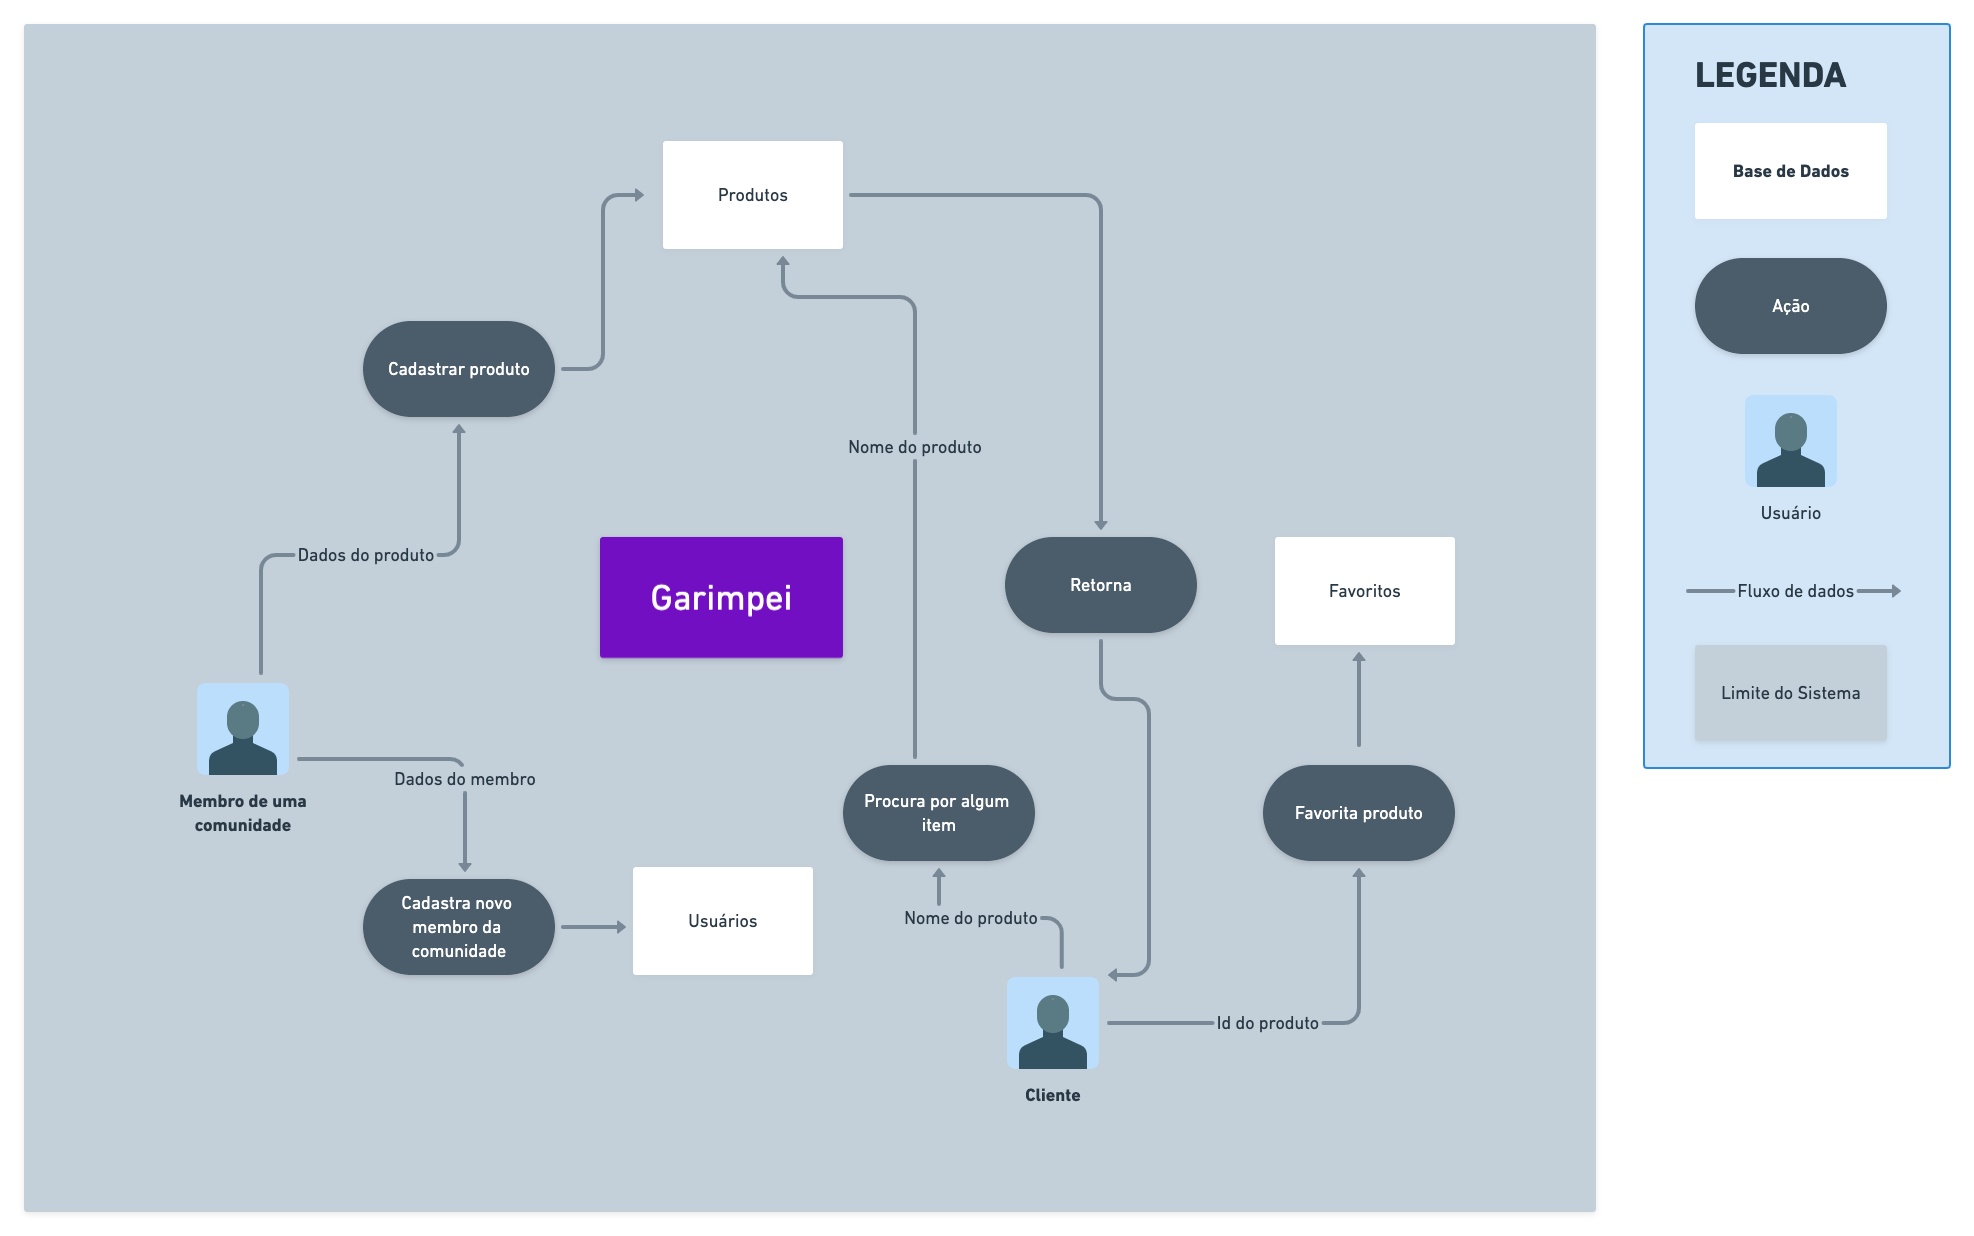 Produtos
Cadastrar produto
Nome do produto
Dados do produto
Garimpei
Retorna
Favoritos
Membro de uma
comunidade
Dados do membro
Procura por algum
item
Favorita produto
Cadastra novo
membro da
comunidade
Usuários
Nome do produto
Id do produto
Cliente
LEGENDA
Base de Dados
Ação
Usuário
Fluxo de dados
Limite do Sistema